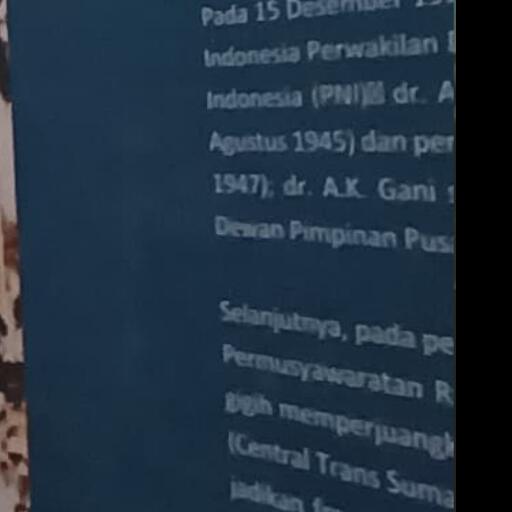 Pada 15 Desember
Indonesia Perwakilan
Indonesia (PNI) dr. A
Agustus 1945) dan per
1947); dr. A.K. Gani
Dewan Pimpinan Pus
Selanjutnya, pada pe
Permusyawaratan R
gigih memperjuangk
(Central Trans Suma
jadikan